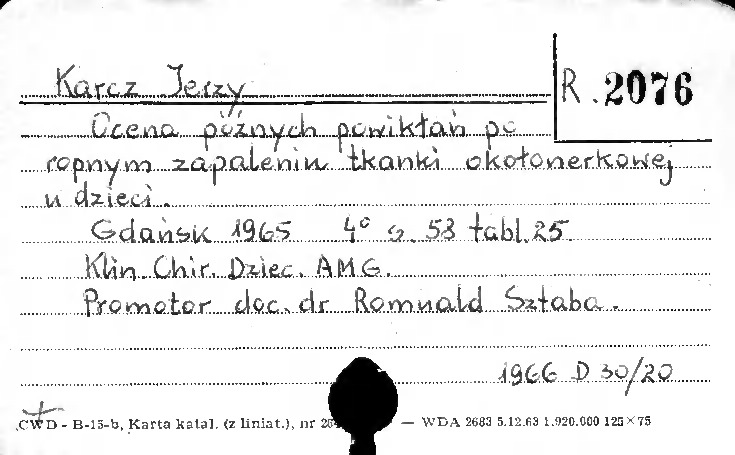 Karcz Jerzy
R. 2076
Ocena późnych powikłań po
ropnym zapaleniu tkanki okołonerkowej
u dzieci.
Gdańsk 1965 4° s. 53 tabl. 25
Klin. Chir. Dziec. AMG.
Promotor doc. dr Romuald Sztaba.
1966 D 30/20
CWD - B-15-b, Karta katal. (z liniat.), nr — WDA 2683 5.12.63 1.920.000 125×75